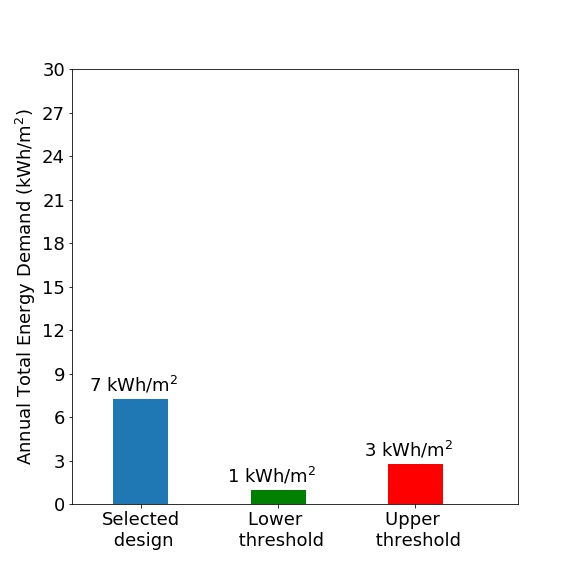 30
27
24
21
18
15
12
9
6
3
0
Annual Total Energy Demand (kWh/m²)
7 kWh/m²
1 kWh/m²
3 kWh/m²
Selected
design
Lower
threshold
Upper
threshold